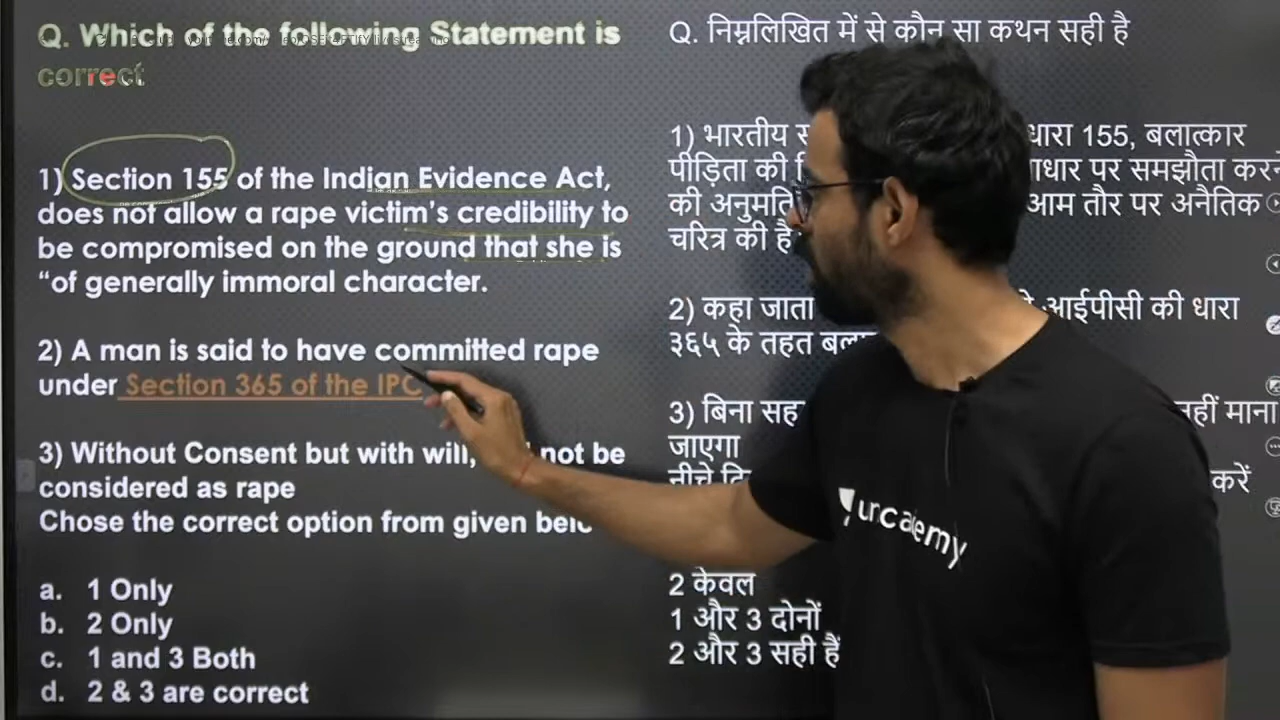 Q. Which of the following Statement is
correct
1) Section 155 of the Indian Evidence Act,
does not allow a rape victim's credibility to
be compromised on the ground that she is
“of generally immoral character.
2) A man is said to have committed rape
under Section 365 of the IPC
3) Without Consent but with will, not be
considered as rape
Chose the correct option from given
a. 1 Only
b. 2 Only
c. 1 and 3 Both
d. 2 & 3 are correct
Q. निम्नलिखित में से कौन सा कथन सही है
1) भारतीय धारा 155, बलात्कार
पीड़िता की पर समझौता
की आम तौर पर अनैतिक
चरित्र की है
2) कहा जाता आईपीसी की धारा
३६५ के तहत
3) बिना नहीं माना
जाएगा
नीचे करें
2 केवल
1 और 3 दोनों
2 और 3 सही हैं
unacademy